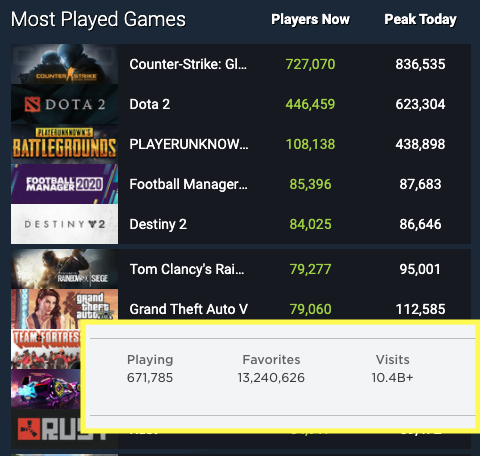 Most Played Games Players Now Peak Today
COUNTER STRIKE Counter-Strike: Gl... 727,070 836,535
DOTA 2 Dota 2 446,459 623,304
PLAYERUNKNOWN'S
BATTLEGROUNDS PLAYERUNKNOW... 108,138 438,898
FOOTBALL
MANAGER 2020 Football Manager... 85,396 87,683
DESTINY 2 Destiny 2 84,025 86,646
RAINBOW SIEGE Tom Clancy's Rai... 79,277 95,001
grand
theft
auto Grand Theft Auto V 79,060 112,585
TEAM FORTRESS
Playing Favorites Visits
671,785 13,240,626 10.4B+
RUST